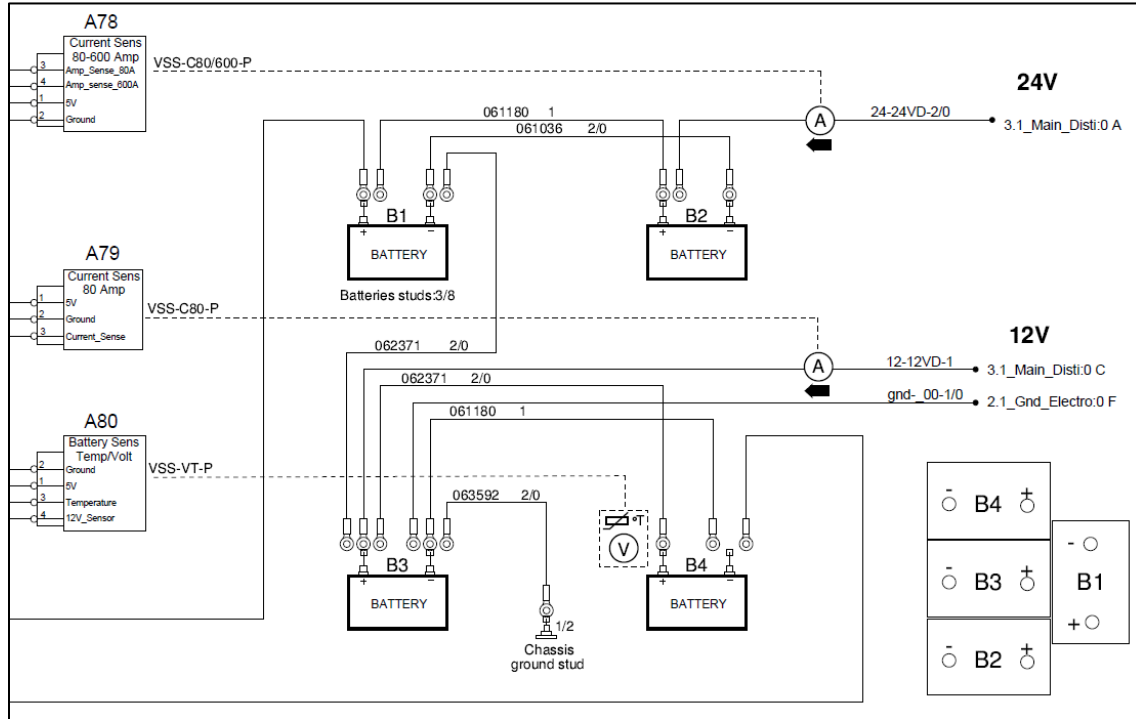 A78
Current Sens
80-600 Amp
3 Amp_Sense_80A
4 Amp_sense_600A
1 5V
2 Ground
VSS-C80/600-P
24V
061180 1
061036 2/0
A
24-24VD-2/0
3.1_Main_Disti:0 A
B1
+ -
BATTERY
Batteries studs:3/8
B2
+ -
BATTERY
A79
Current Sens
80 Amp
1 5V
2 Ground
3 Current_Sense
VSS-C80-P
12V
062371 2/0
A
12-12VD-1
3.1_Main_Disti:0 C
062371 2/0
gnd-_00-1/0
2.1_Gnd_Electro:0 F
061180 1
A80
Battery Sens
Temp/Volt
2 Ground
1 5V
3 Temperature
4 12V_Sensor
VSS-VT-P
063592 2/0
°T
V
B3
+ -
BATTERY
B4
+ -
BATTERY
1/2
Chassis
ground stud
- B4 +
- B3 +
- B2 +
-
B1
+